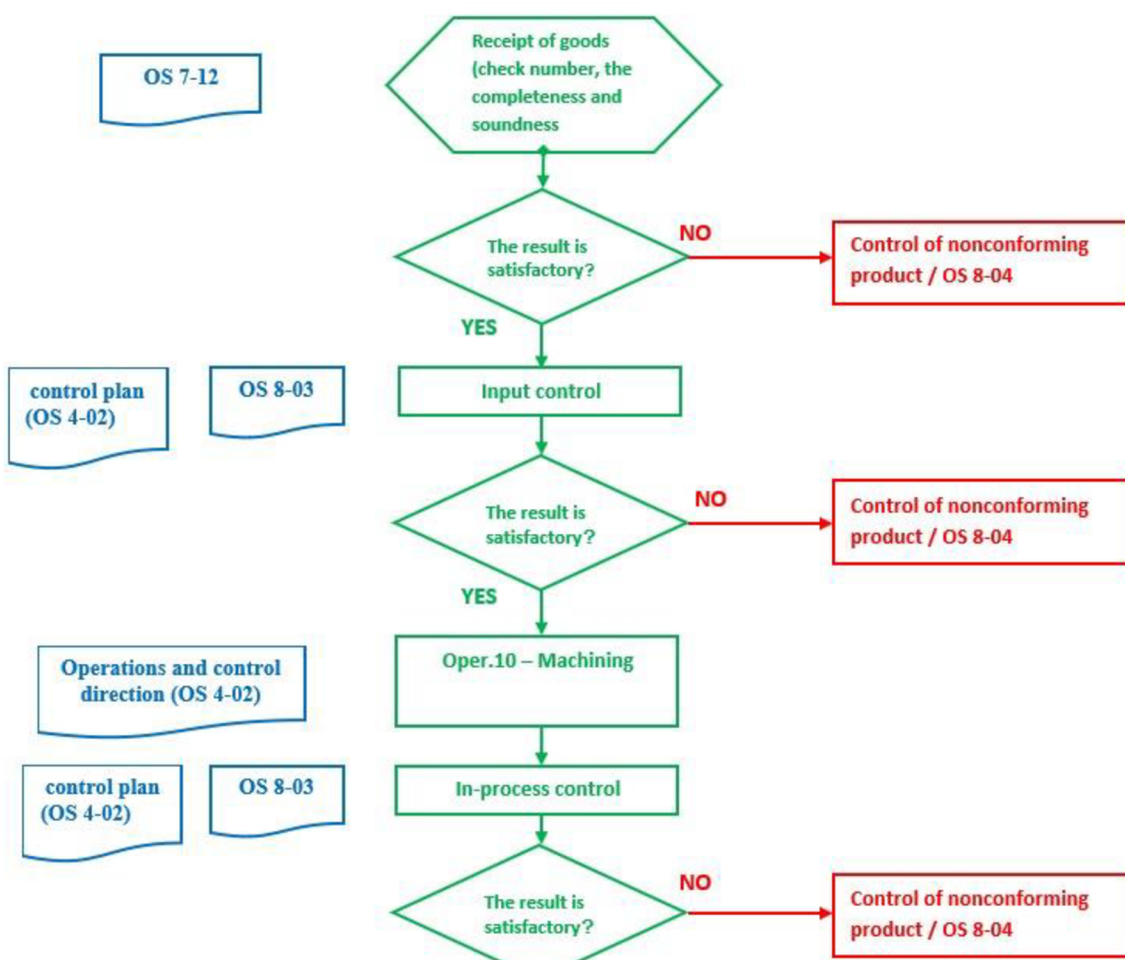 OS 7-12
Receipt of goods
(check number, the
completeness and
soundness
The result is
satisfactory?
NO
Control of nonconforming
product / OS 8-04
YES
control plan
(OS 4-02)
OS 8-03
Input control
The result is
satisfactory?
NO
Control of nonconforming
product / OS 8-04
YES
Operations and control
direction (OS 4-02)
Oper.10 – Machining
control plan
(OS 4-02)
OS 8-03
In-process control
The result is
satisfactory?
NO
Control of nonconforming
product / OS 8-04